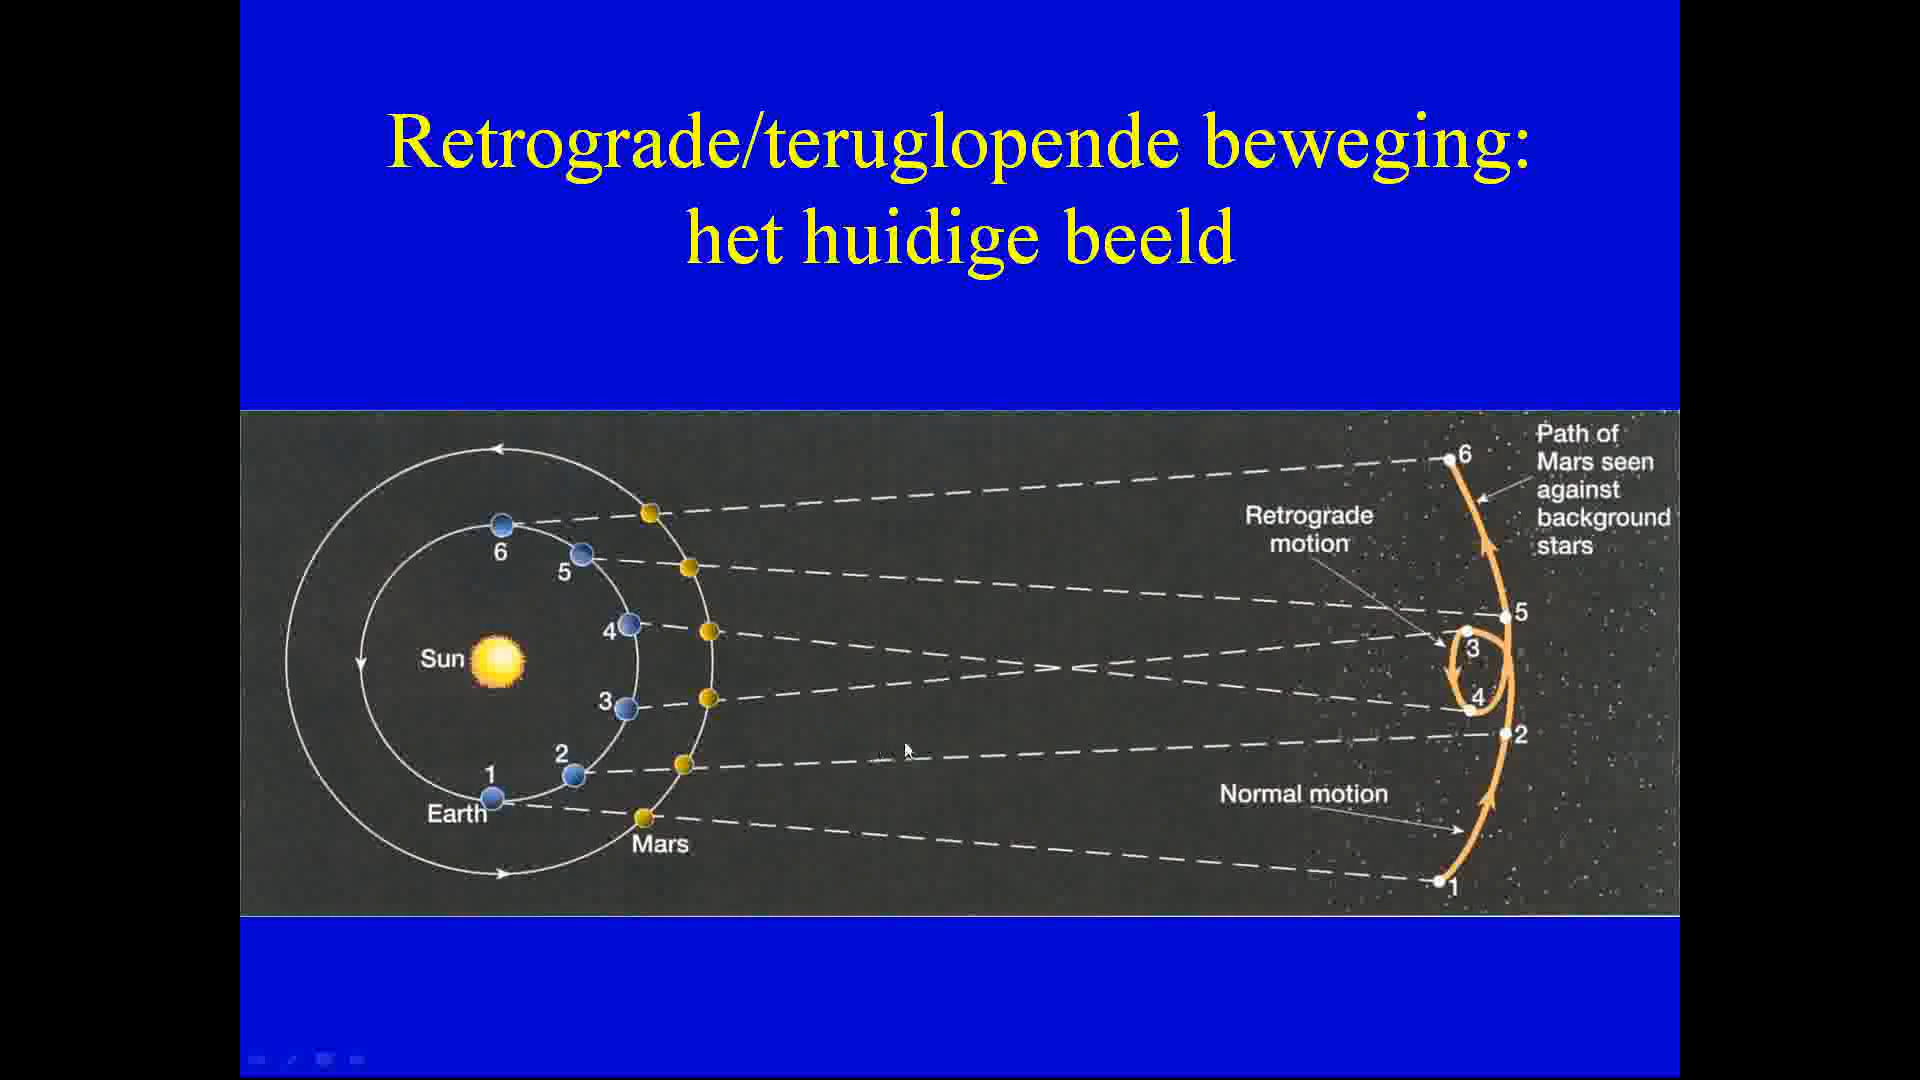 Retrograde/teruglopende beweging:
het huidige beeld
Path of
Mars seen
against
background
stars
6
Retrograde
motion
6
5
5
4
3
Sun
4
3
2
2
1
Earth
Normal motion
Mars
1